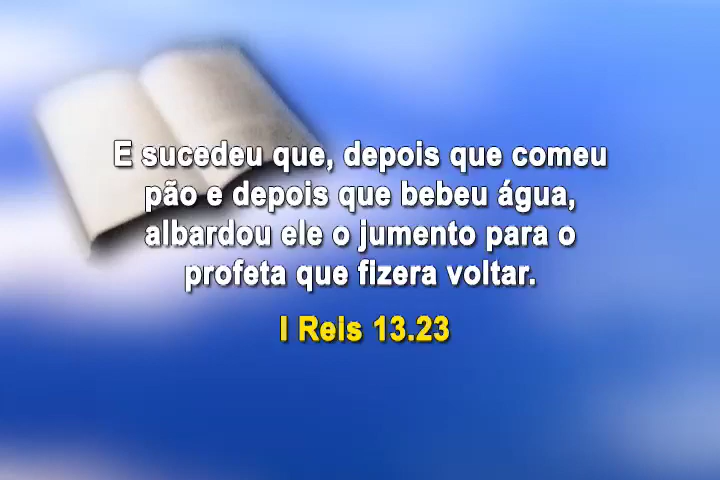 E sucedeu que, depois que comeu
pão e depois que bebeu água,
albardou ele o jumento para o
profeta que fizera voltar.
I Reis 13.23